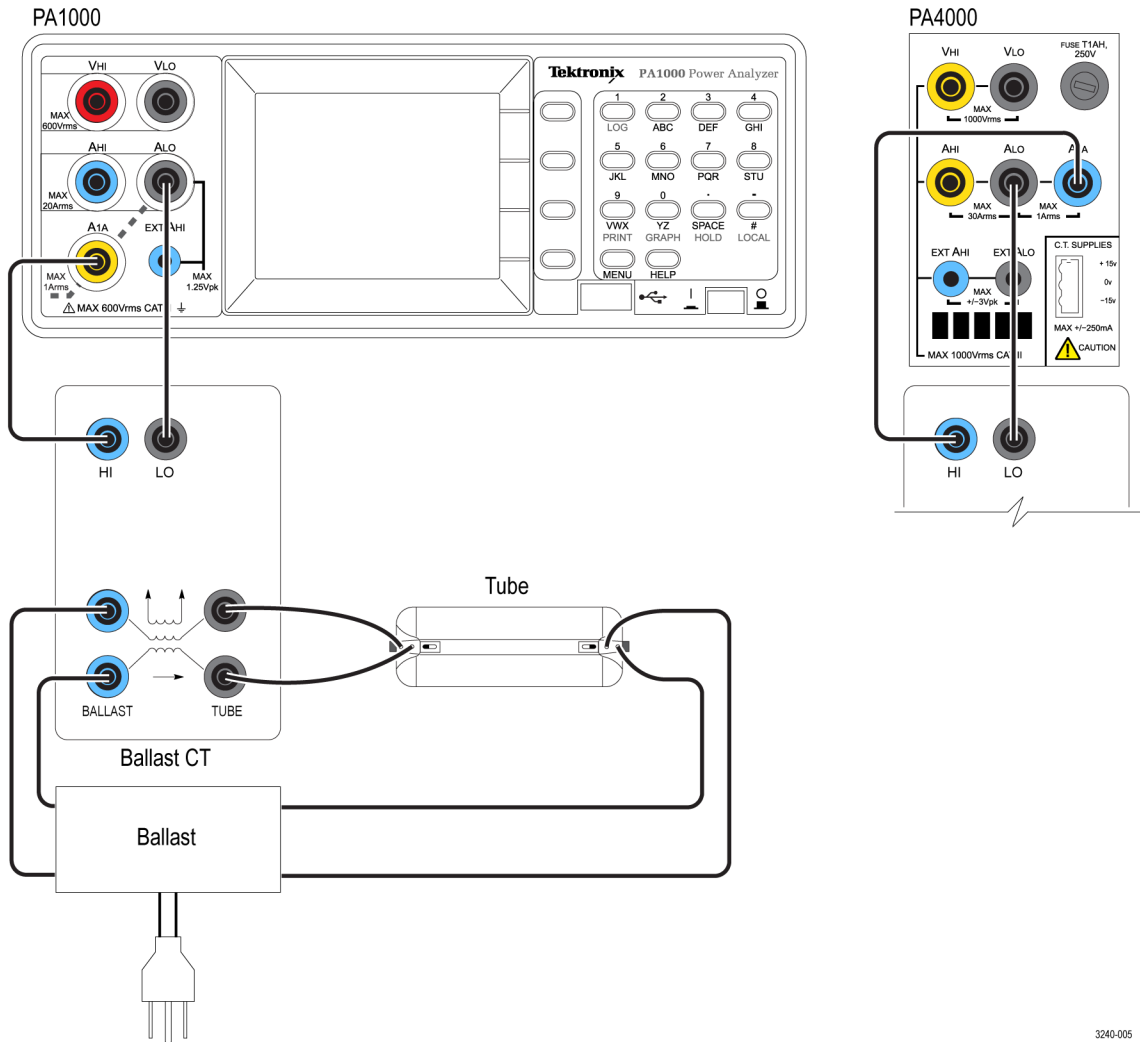 PA1000
PA4000
VHI VLO
MAX
600Vrms
AHI ALO
MAX
20Arms
A1A EXT AHI
MAX
1Arms
MAX
1.25Vpk
MAX 600Vrms CAT II
Tektronix PA1000 Power Analyzer
1 2 3 4
LOG ABC DEF GHI
5 6 7 8
JKL MNO PQR STU
9 0 . -
VWX YZ SPACE #
PRINT GRAPH HOLD LOCAL
MENU HELP
VHI VLO FUSE T1AH,
250V
MAX
1000Vrms
AHI ALO A1A
MAX
30Arms
MAX
1Arms
EXT AHI EXT ALO
MAX
+/−3Vpk
C.T. SUPPLIES
+ 15v
0v
−15v
MAX +/−250mA
CAUTION
MAX 1000Vrms CAT II
HI LO
HI LO
Tube
BALLAST TUBE
Ballast CT
Ballast
3240-005